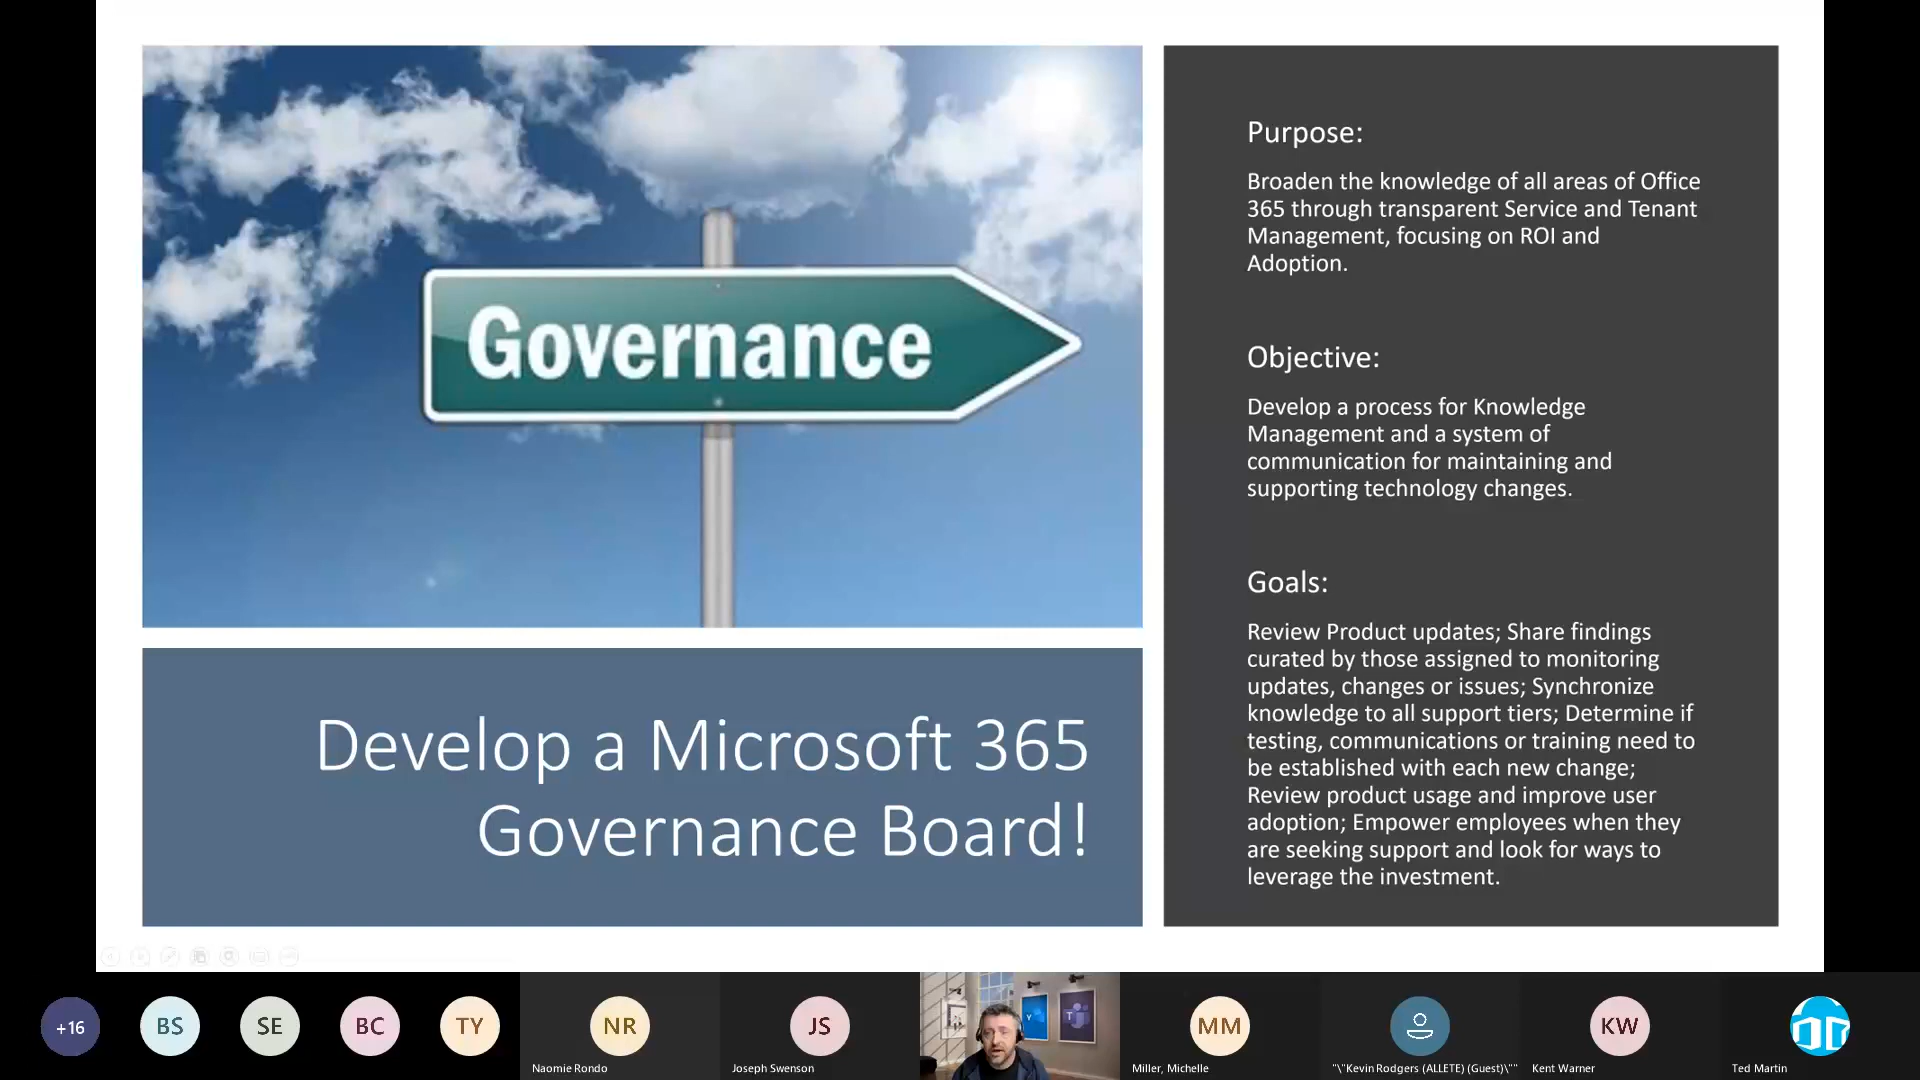 Governance
Develop a Microsoft 365
Governance Board!
Purpose:
Broaden the knowledge of all areas of Office
365 through transparent Service and Tenant
Management, focusing on ROI and
Adoption.
Objective:
Develop a process for Knowledge
Management and a system of
communication for maintaining and
supporting technology changes.
Goals:
Review Product updates; Share findings
curated by those assigned to monitoring
updates, changes or issues; Synchronize
knowledge to all support tiers; Determine if
testing, communications or training need to
be established with each new change;
Review product usage and improve user
adoption; Empower employees when they
are seeking support and look for ways to
leverage the investment.
+16
BS
SE
BC
TY
NR
Naomie Rondo
JS
Joseph Swenson
MM
Miller, Michelle
"\"Kevin Rodgers (ALLETE) (Guest)\""
KW
Kent Warner
Ted Martin